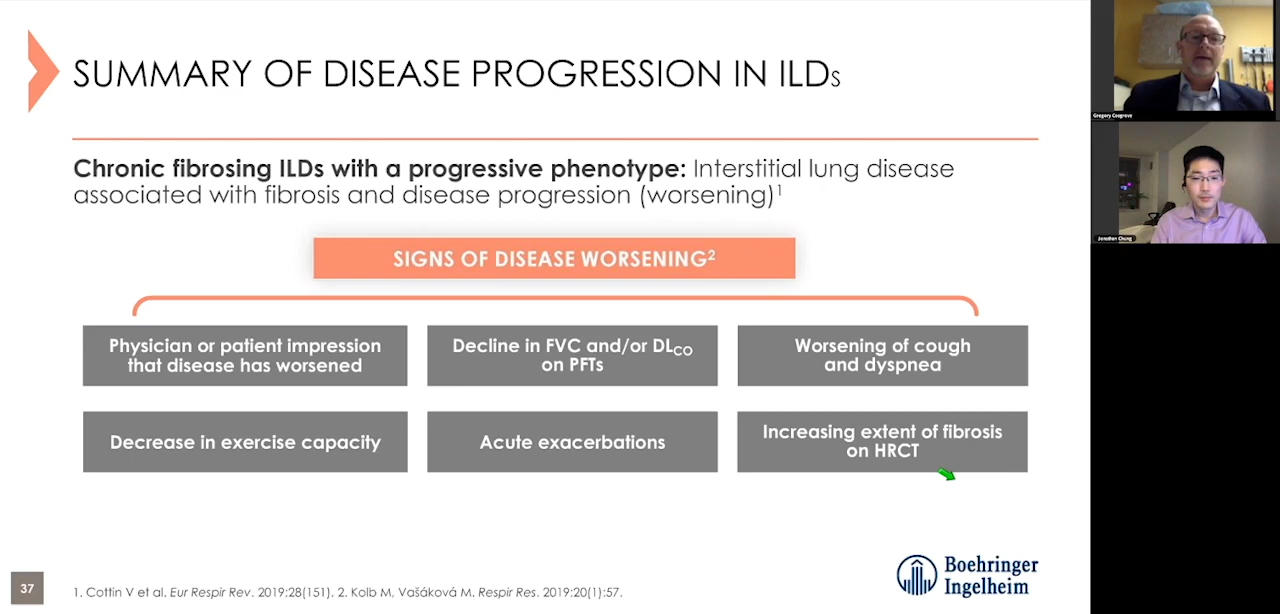 SUMMARY OF DISEASE PROGRESSION IN ILDs
Chronic fibrosing ILDs with a progressive phenotype: Interstitial lung disease
associated with fibrosis and disease progression (worsening)1
SIGNS OF DISEASE WORSENING2
Physician or patient impression
that disease has worsened
Decline in FVC and/or DLCO
on PFTs
Worsening of cough
and dyspnea
Decrease in exercise capacity
Acute exacerbations
Increasing extent of fibrosis
on HRCT
37
1. Cottin V et al. Eur Respir Rev. 2019:28(151). 2. Kolb M, Vašáková M. Respir Res. 2019:20(1):57.
Boehringer
Ingelheim
Gregory Cosgrove
Jonathan Chung